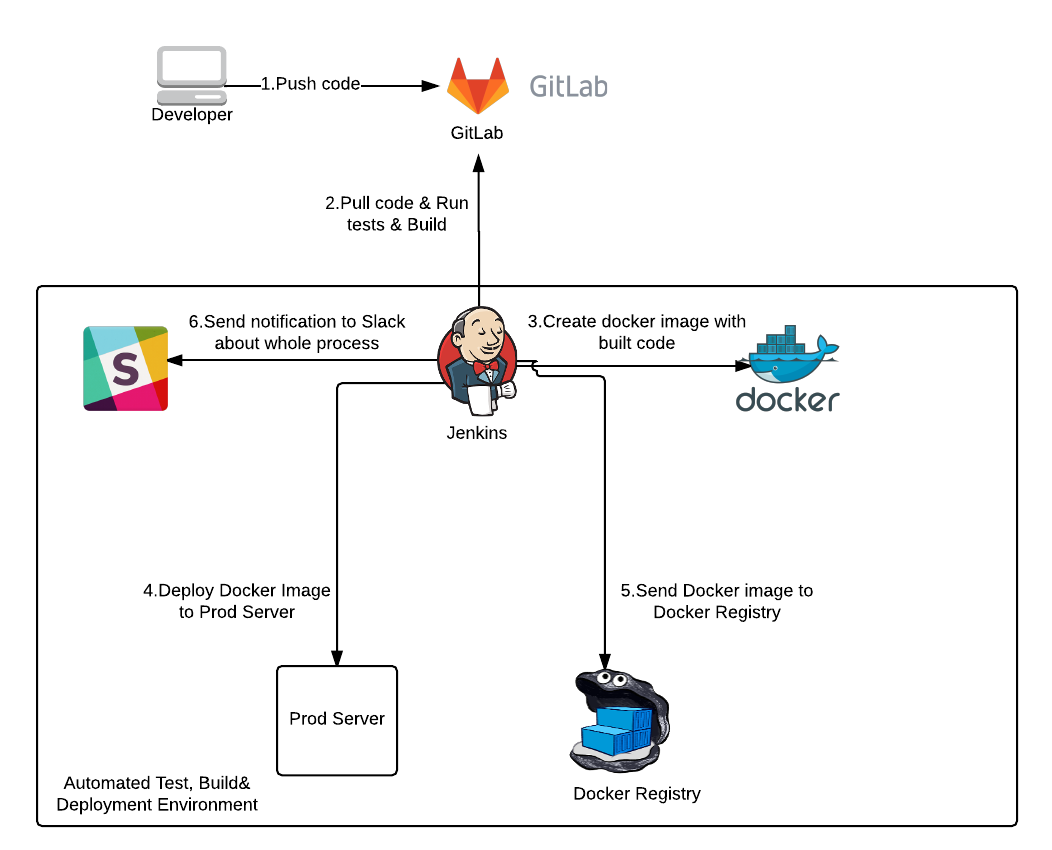 1.Push code
GitLab
Developer
GitLab
2.Pull code & Run
tests & Build
6.Send notification to Slack
about whole process
3.Create docker image with
built code
S
docker
Jenkins
4.Deploy Docker Image
to Prod Server
5.Send Docker image to
Docker Registry
Prod Server
Automated Test, Build&
Deployment Environment
Docker Registry